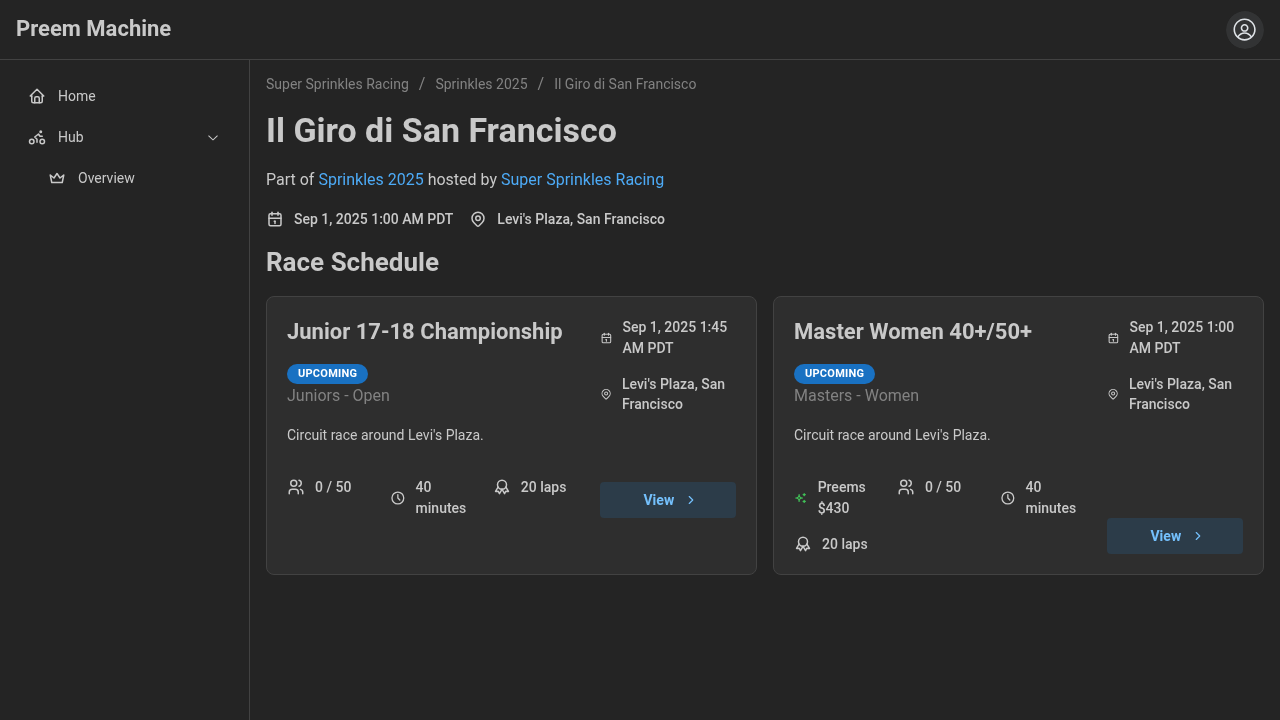 Preem Machine
Home
Hub
Overview
Super Sprinkles Racing / Sprinkles 2025 / Il Giro di San Francisco
Il Giro di San Francisco
Part of Sprinkles 2025 hosted by Super Sprinkles Racing
Sep 1, 2025 1:00 AM PDT Levi's Plaza, San Francisco
Race Schedule
Junior 17-18 Championship
UPCOMING
Juniors - Open
Sep 1, 2025 1:45
AM PDT
Levi's Plaza, San
Francisco
Circuit race around Levi's Plaza.
0 / 50
40
minutes
20 laps
View
Master Women 40+/50+
UPCOMING
Masters - Women
Sep 1, 2025 1:00
AM PDT
Levi's Plaza, San
Francisco
Circuit race around Levi's Plaza.
Preems
$430
0 / 50
40
minutes
20 laps
View